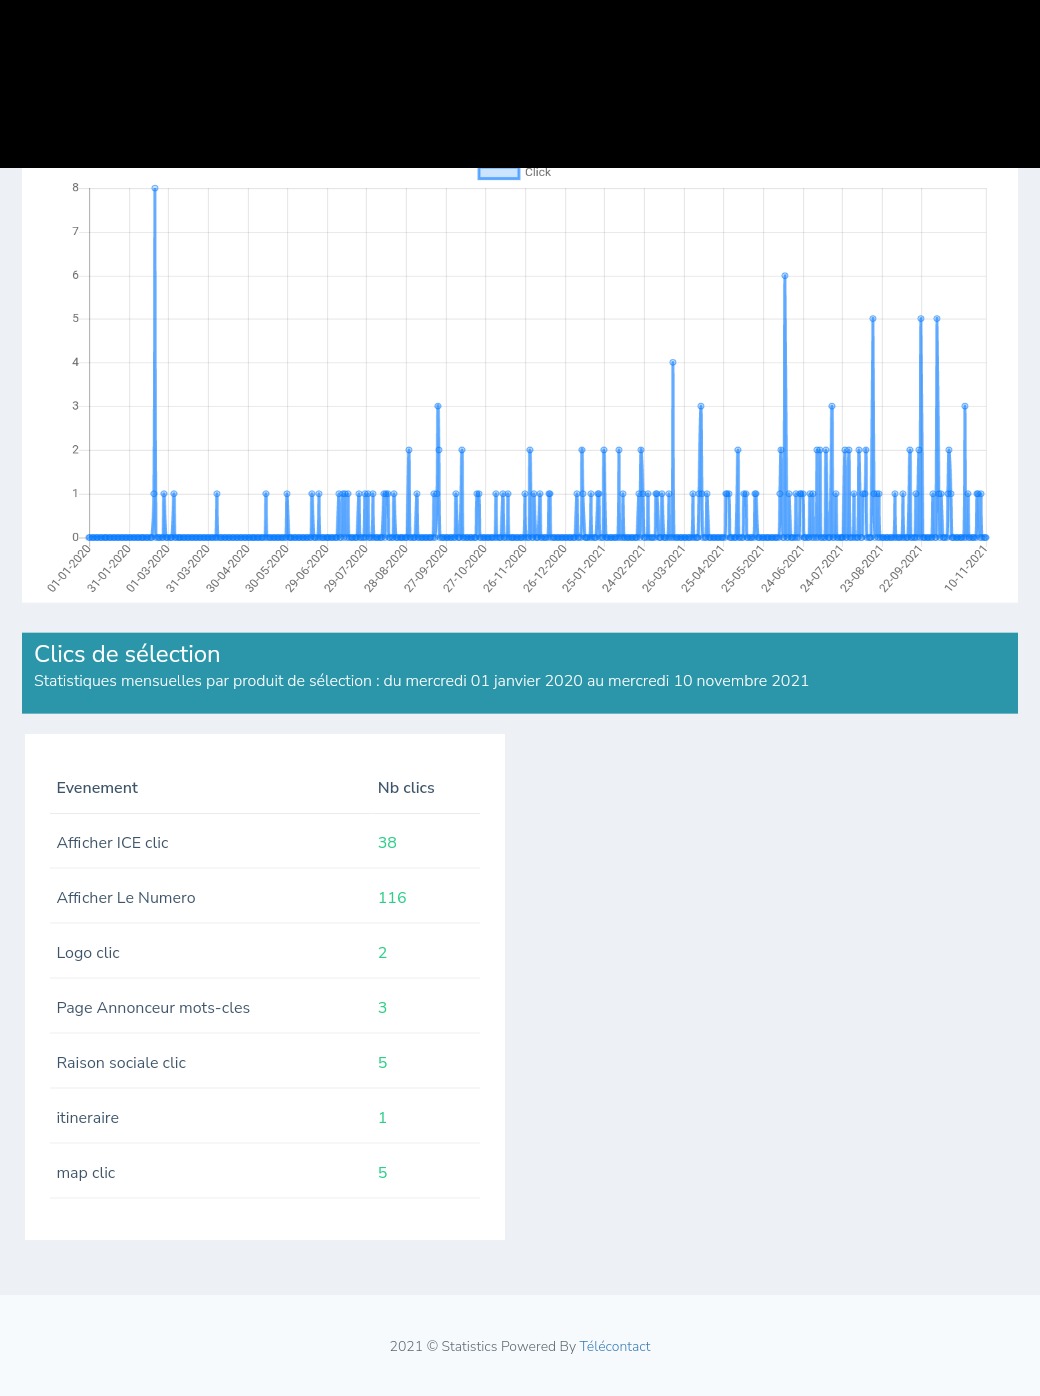 Click
8
7
6
5
4
3
2
1
0
01-01-2020
31-01-2020
01-03-2020
31-03-2020
30-04-2020
30-05-2020
29-06-2020
29-07-2020
28-08-2020
27-09-2020
27-10-2020
26-11-2020
26-12-2020
25-01-2021
24-02-2021
26-03-2021
25-04-2021
25-05-2021
24-06-2021
24-07-2021
23-08-2021
22-09-2021
10-11-2021
Clics de sélection
Statistiques mensuelles par produit de sélection : du mercredi 01 janvier 2020 au mercredi 10 novembre 2021
Evenement Nb clics
Afficher ICE clic 38
Afficher Le Numero 116
Logo clic 2
Page Annonceur mots-cles 3
Raison sociale clic 5
itineraire 1
map clic 5
2021 © Statistics Powered By Télécontact